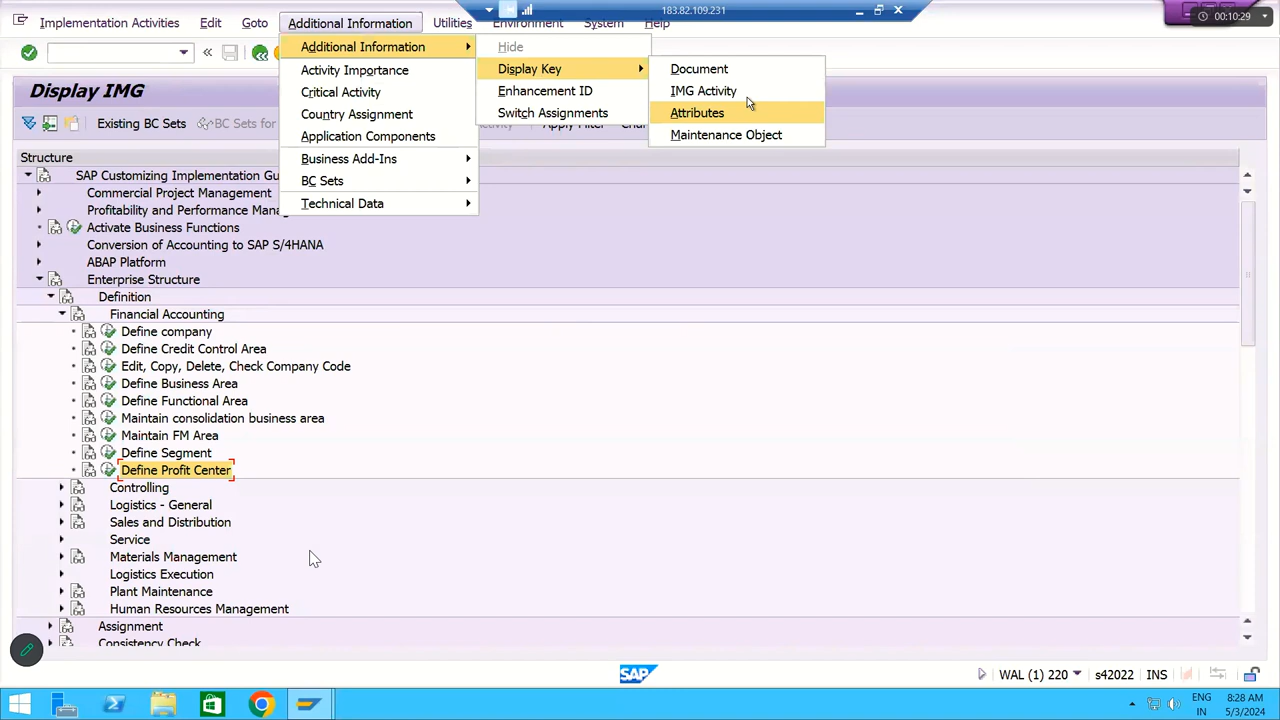 183.82.109.231
00:10:29
Implementation Activities Edit Goto Additional Information Utilities Environment System Help
Additional Information
Activity Importance
Critical Activity
Country Assignment
Application Components
Business Add-Ins
BC Sets
Technical Data
Hide
Display Key
Enhancement ID
Switch Assignments
Document
IMG Activity
Attributes
Maintenance Object
Display IMG
Existing BC Sets BC Sets for
Structure
SAP Customizing Implementation Gu
Commercial Project Management
Profitability and Performance Mana
Activate Business Functions
Conversion of Accounting to SAP S/4HANA
ABAP Platform
Enterprise Structure
Definition
Financial Accounting
Define company
Define Credit Control Area
Edit, Copy, Delete, Check Company Code
Define Business Area
Define Functional Area
Maintain consolidation business area
Maintain FM Area
Define Segment
Define Profit Center
Controlling
Logistics - General
Sales and Distribution
Service
Materials Management
Logistics Execution
Plant Maintenance
Human Resources Management
Assignment
Consistency Check
SAP
WAL (1) 220 s42022 INS
ENG 8:28 AM
IN 5/3/2024